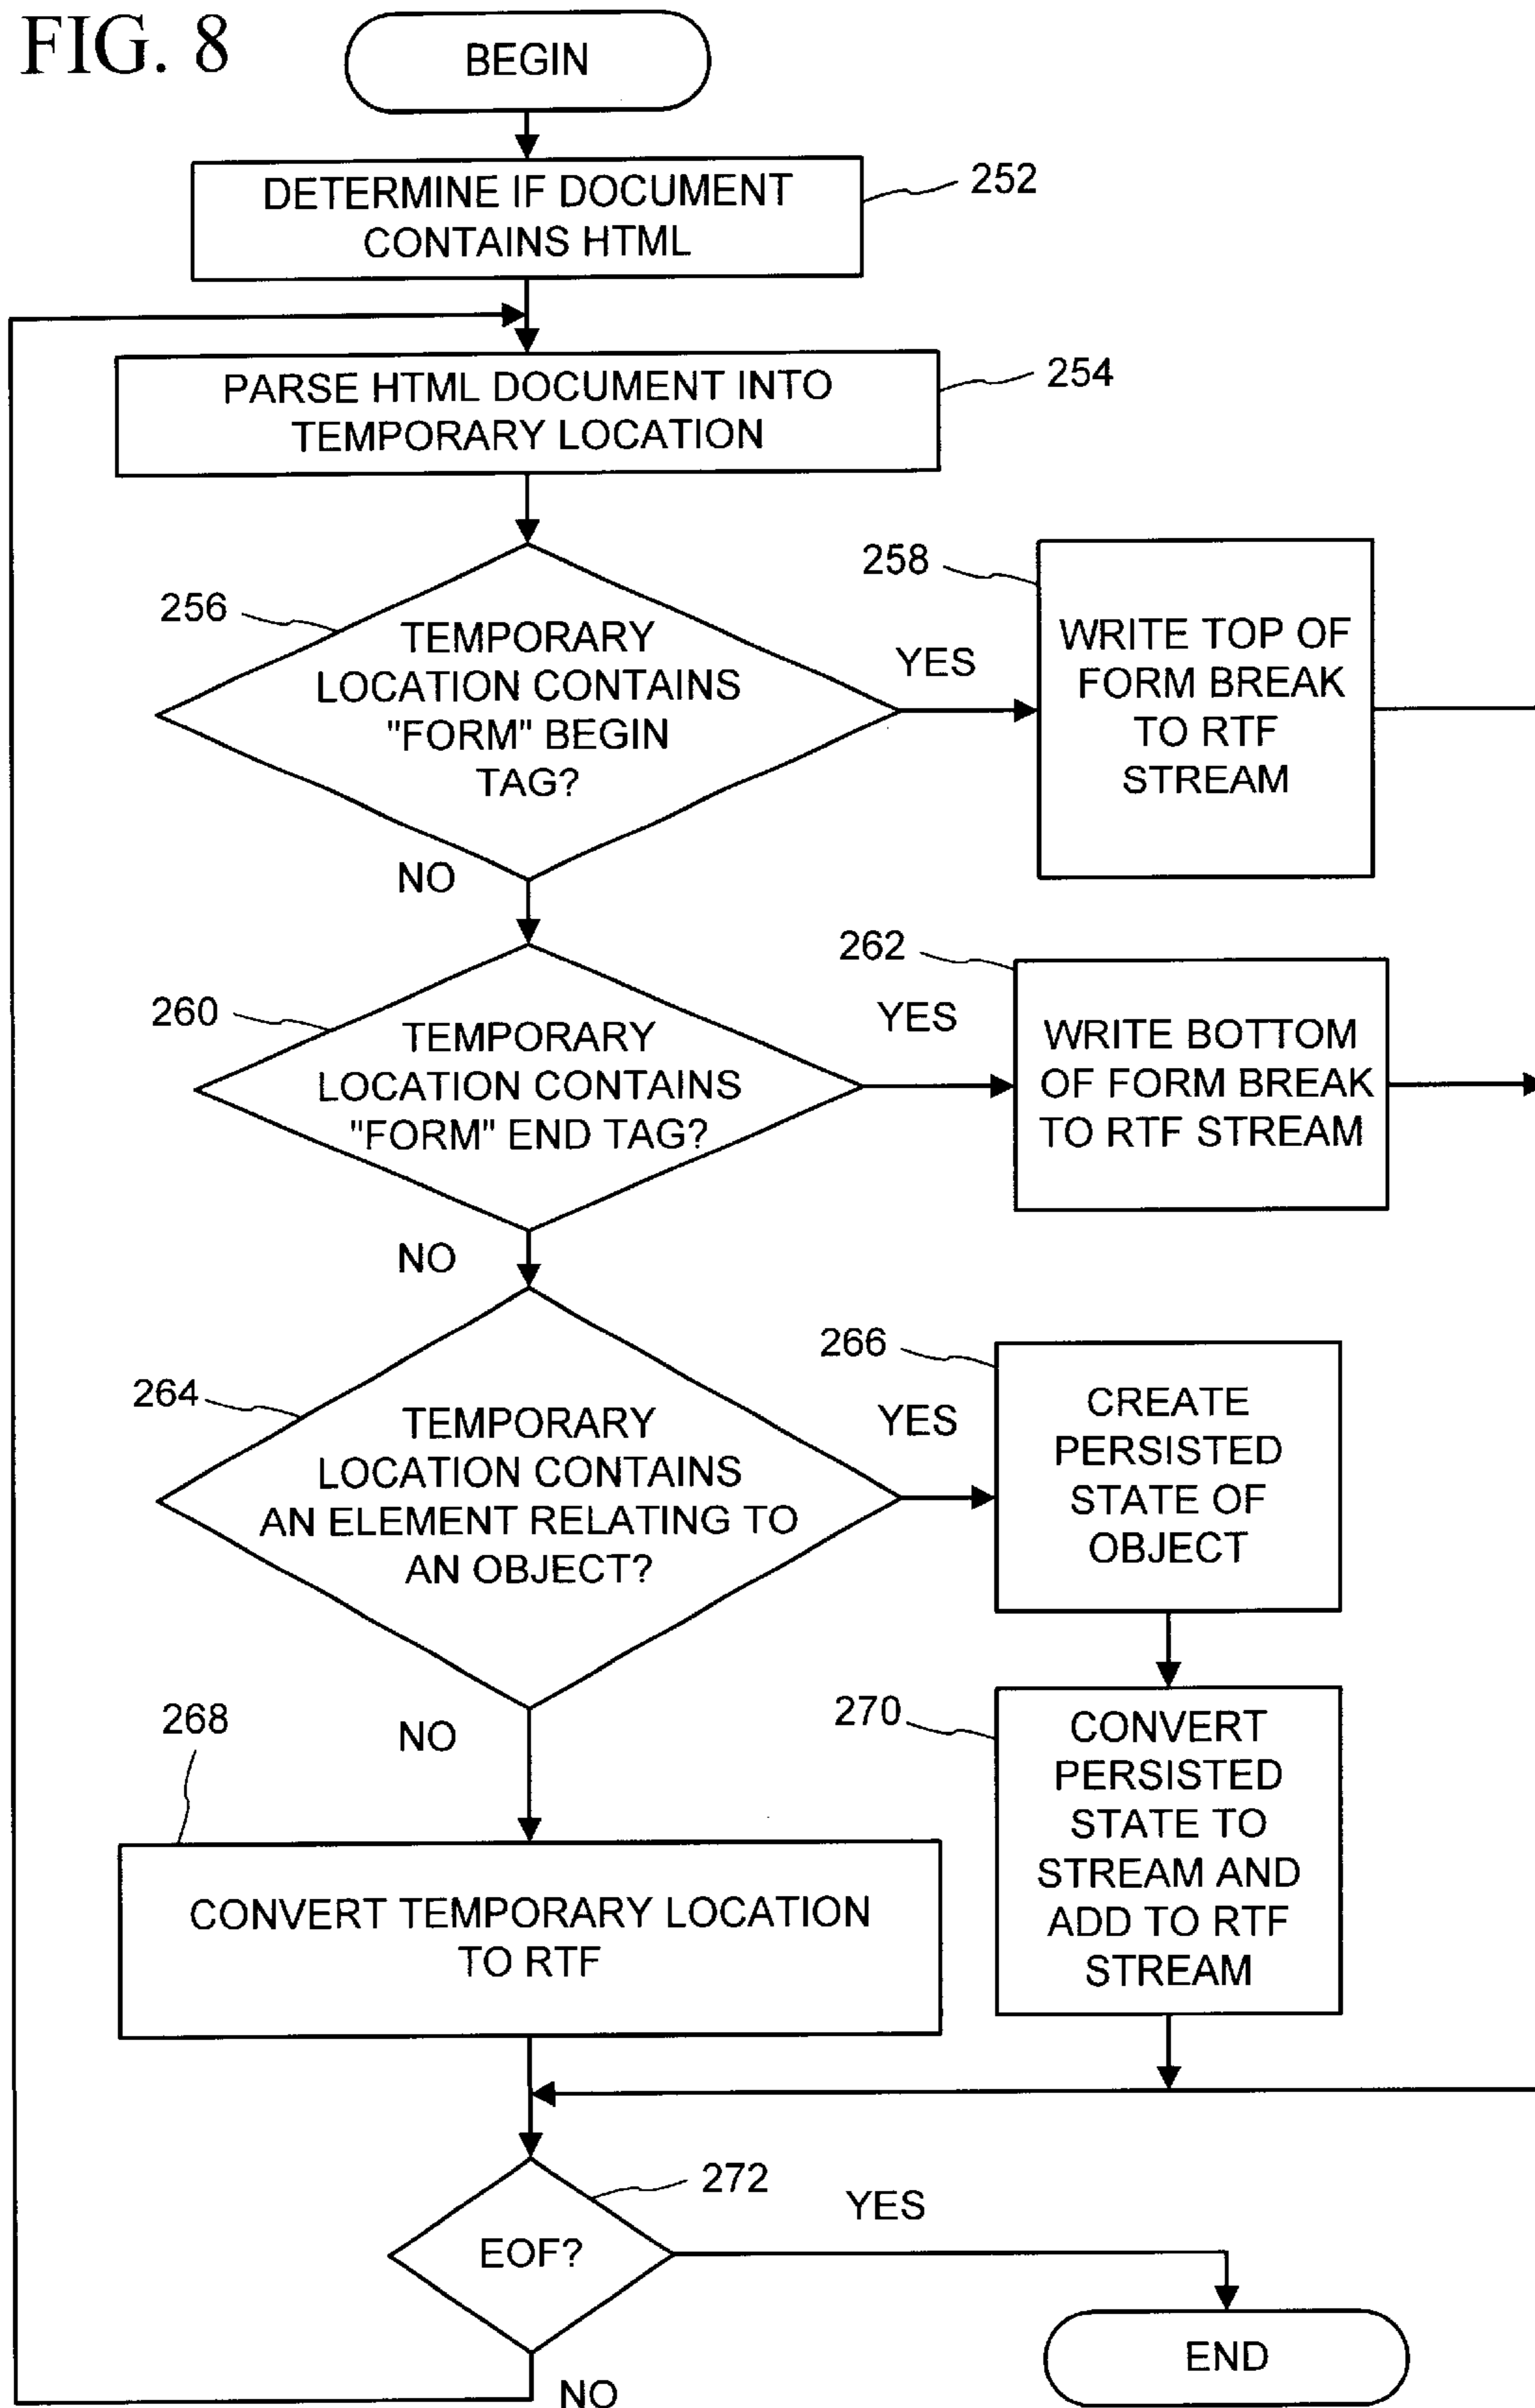 FIG. 8
BEGIN
DETERMINE IF DOCUMENT
CONTAINS HTML
252
PARSE HTML DOCUMENT INTO
TEMPORARY LOCATION
254
256
TEMPORARY
LOCATION CONTAINS
"FORM" BEGIN
TAG?
YES
258
WRITE TOP OF
FORM BREAK
TO RTF
STREAM
NO
260
TEMPORARY
LOCATION CONTAINS
"FORM" END TAG?
YES
262
WRITE BOTTOM
OF FORM BREAK
TO RTF STREAM
NO
264
TEMPORARY
LOCATION CONTAINS
AN ELEMENT RELATING TO
AN OBJECT?
YES
266
CREATE
PERSISTED
STATE OF
OBJECT
NO
268
CONVERT TEMPORARY LOCATION
TO RTF
270
CONVERT
PERSISTED
STATE TO
STREAM AND
ADD TO RTF
STREAM
272
EOF?
YES
END
NO